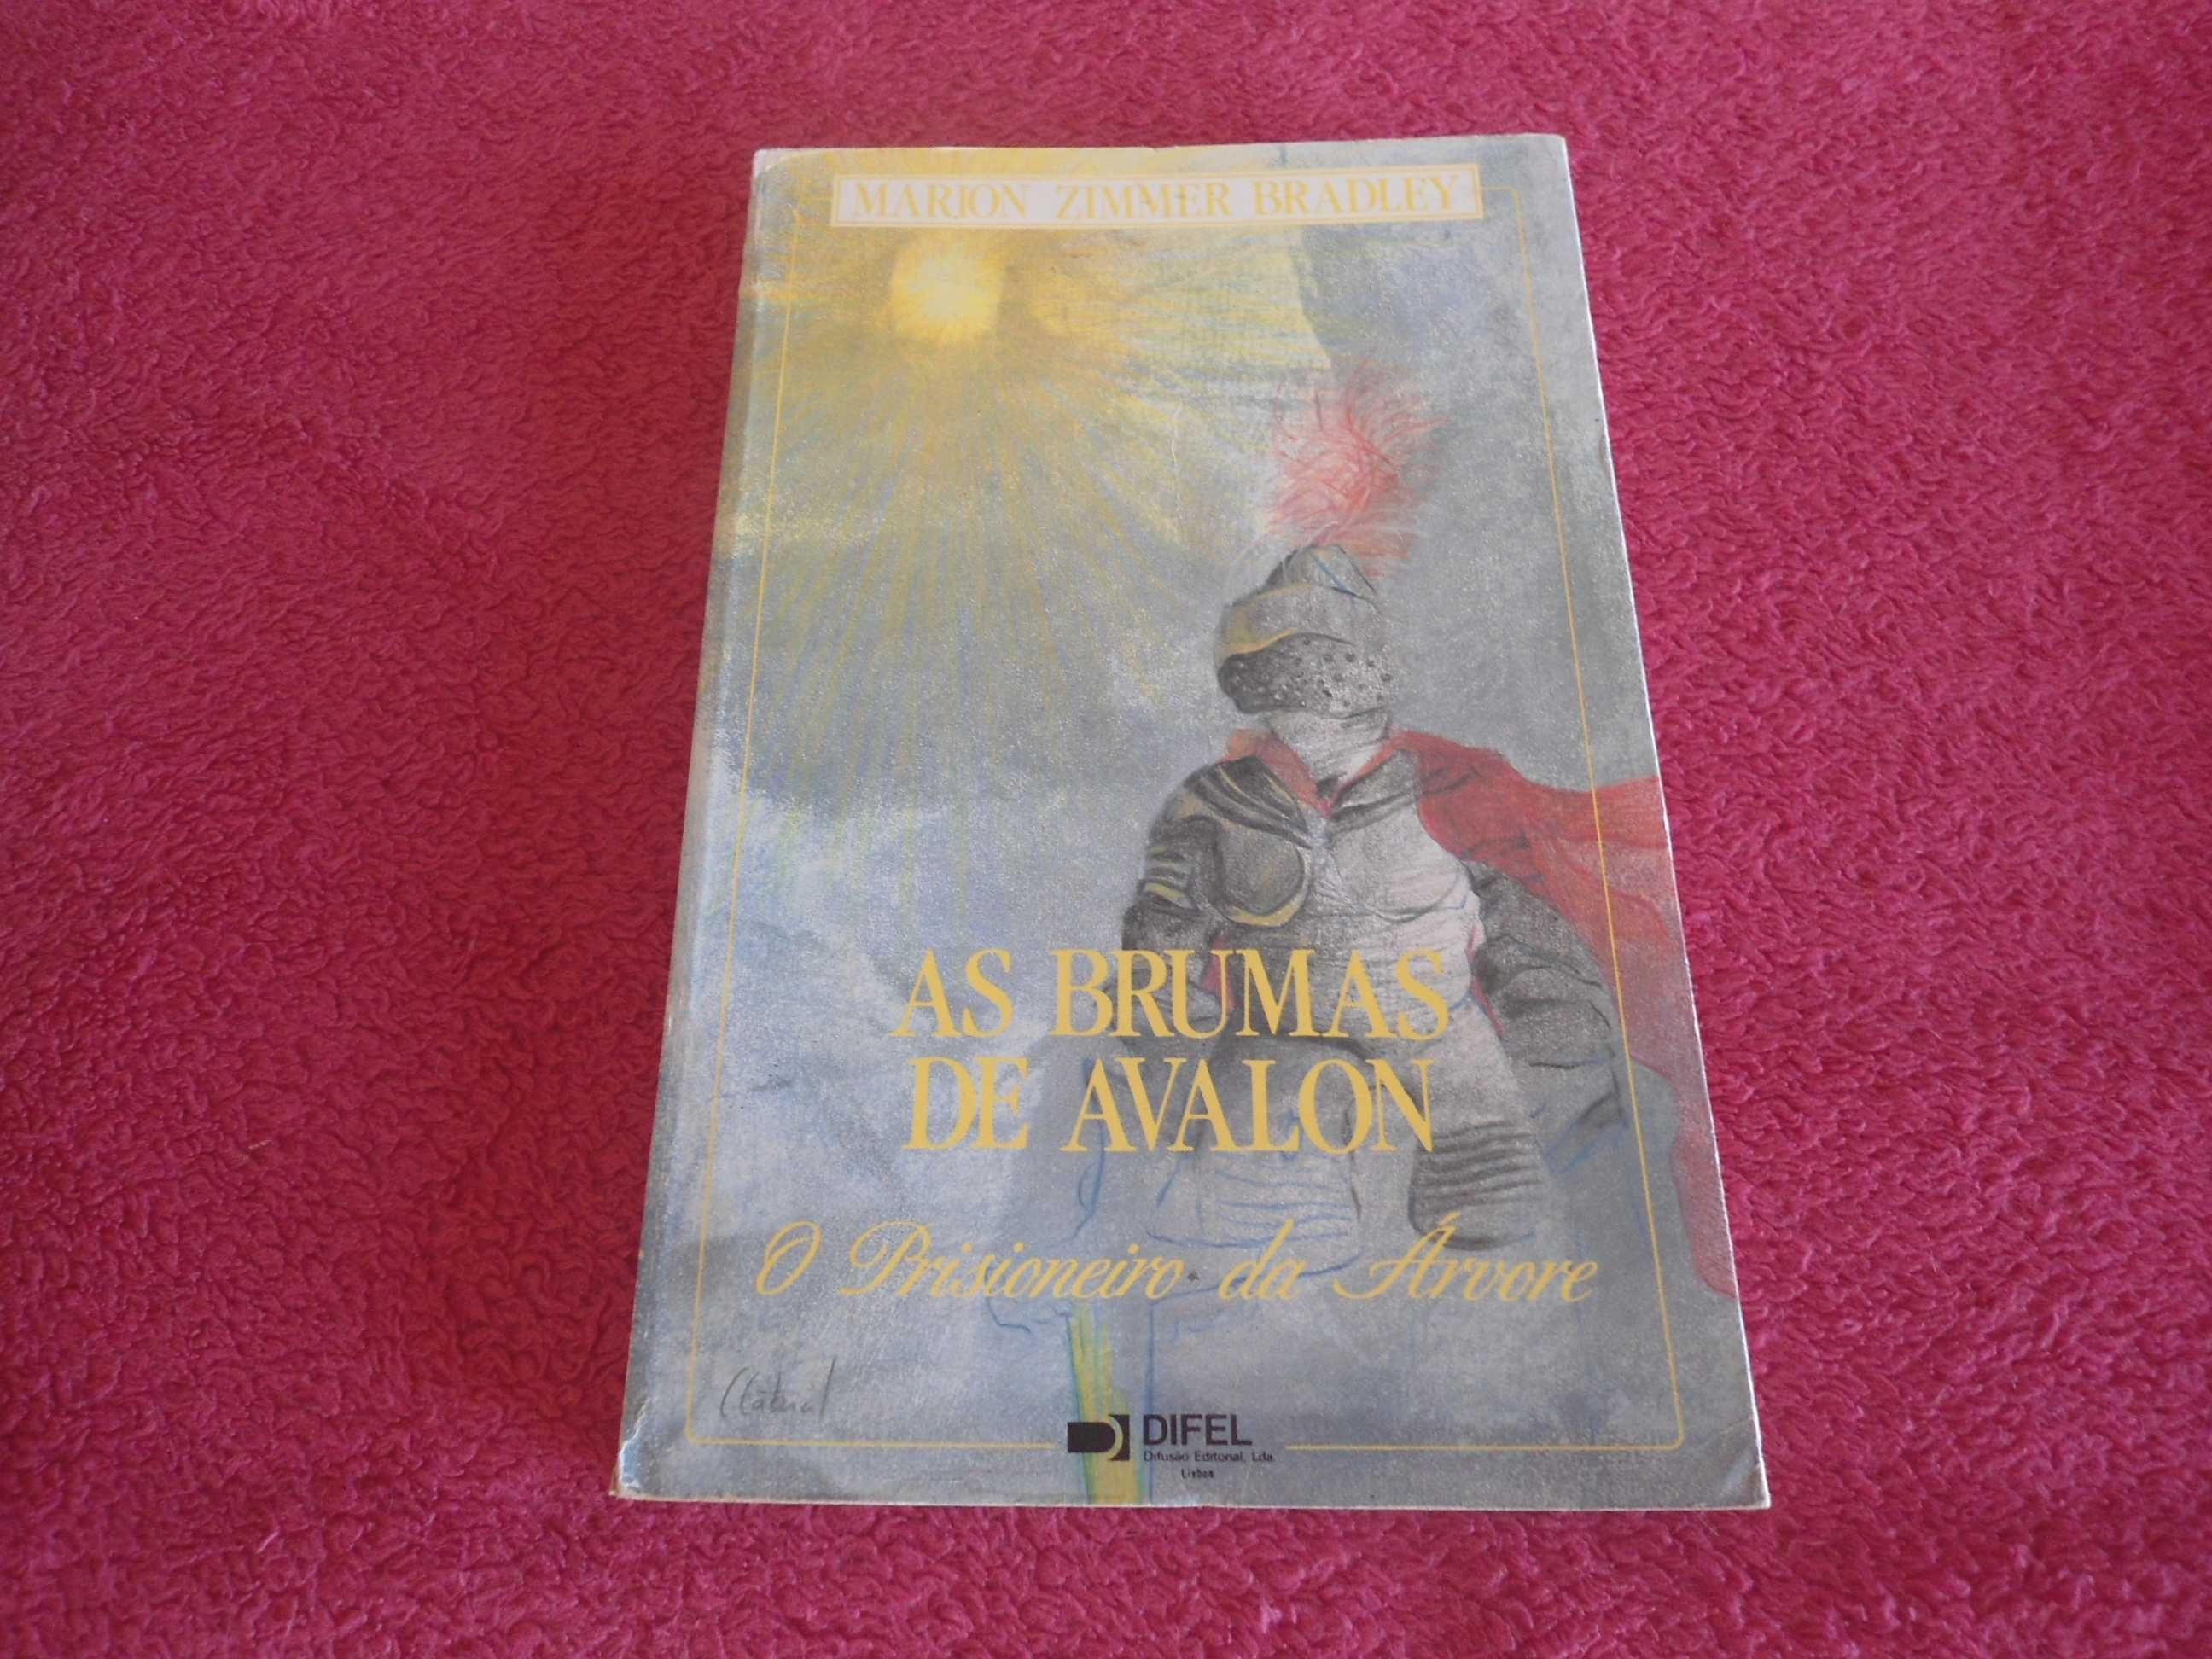 MARION ZIMMER BRADLEY
AS BRUMAS
DE AVALON
O Prisioneiro da Árvore
DIFEL
Difusão Editorial, Lda.
Lisboa